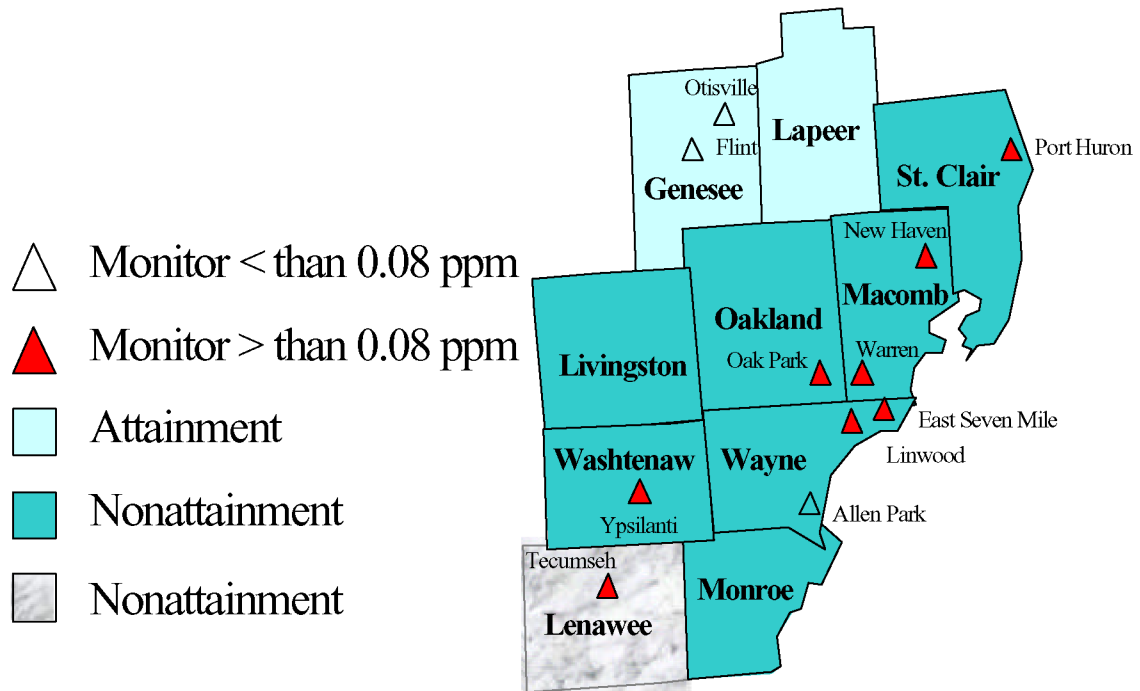 Otisville
Flint
Genesee
Lapeer
St. Clair
Port Huron
New Haven
Macomb
Oakland
Oak Park
Warren
Livingston
East Seven Mile
Linwood
Washtenaw
Wayne
Ypsilanti
Allen Park
Tecumseh
Lenawee
Monroe
Monitor < than 0.08 ppm
Monitor > than 0.08 ppm
Attainment
Nonattainment
Nonattainment